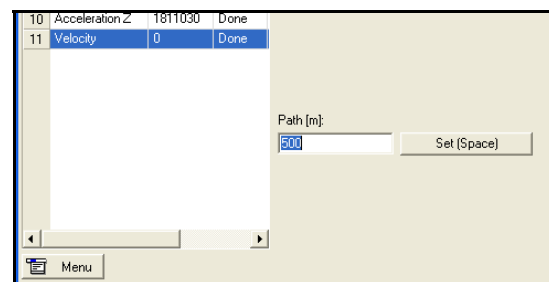 10 Acceleration Z 1811030 Done
11 Velocity 0 Done
Path [m]:
500 Set (Space)
Menu